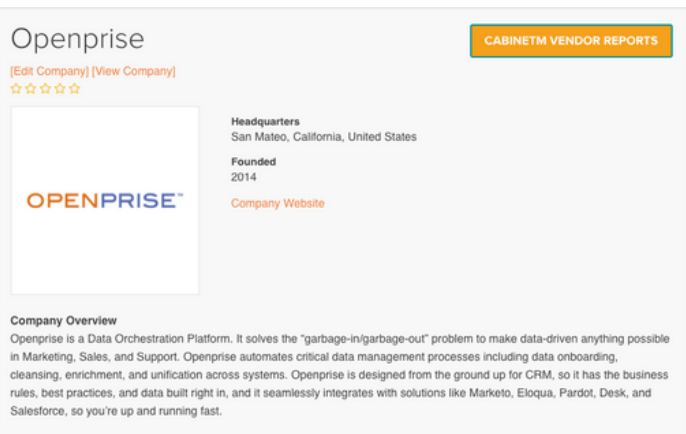 Openprise
CABINETM VENDOR REPORTS
[Edit Company] [View Company]
Headquarters
San Mateo, California, United States
Founded
2014
Company Website
OPENPRISE™
Company Overview
Openprise is a Data Orchestration Platform. It solves the “garbage-in/garbage-out” problem to make data-driven anything possible
in Marketing, Sales, and Support. Openprise automates critical data management processes including data onboarding,
cleansing, enrichment, and unification across systems. Openprise is designed from the ground up for CRM, so it has the business
rules, best practices, and data built right in, and it seamlessly integrates with solutions like Marketo, Eloqua, Pardot, Desk, and
Salesforce, so you’re up and running fast.